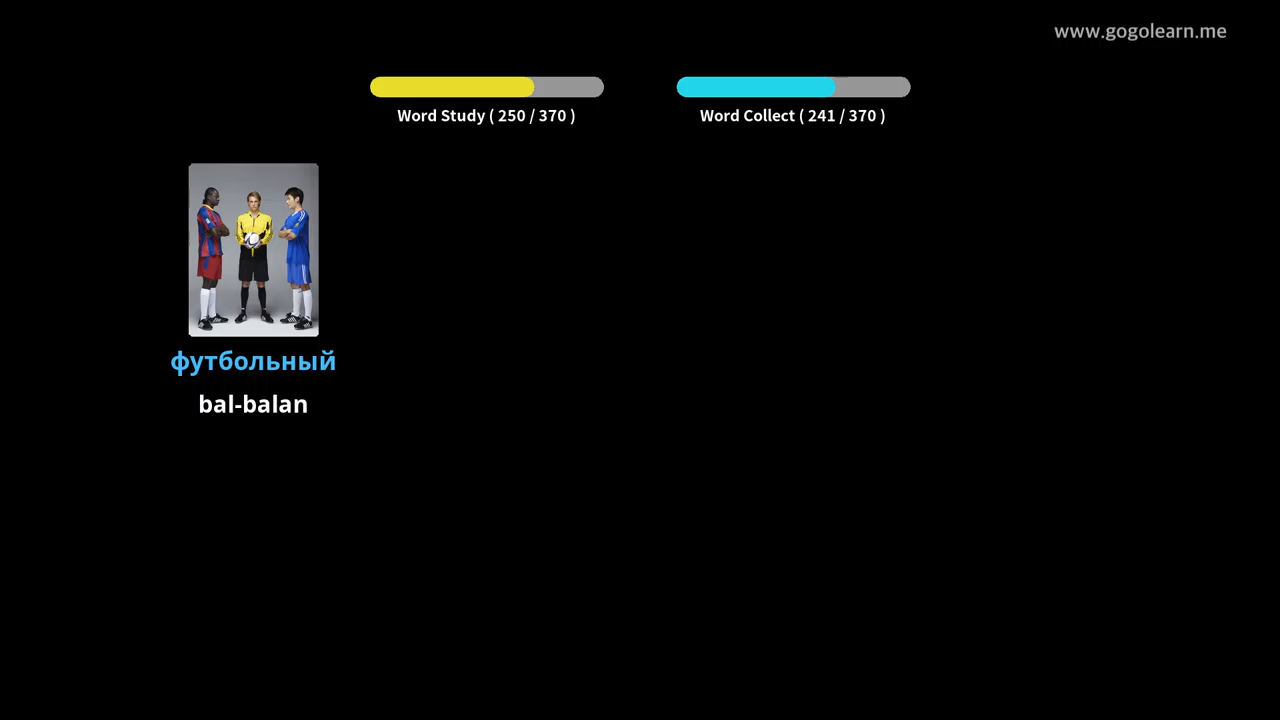 www.gogolearn.me
Word Study ( 250 / 370 )
Word Collect ( 241 / 370 )
футбольный
bal-balan